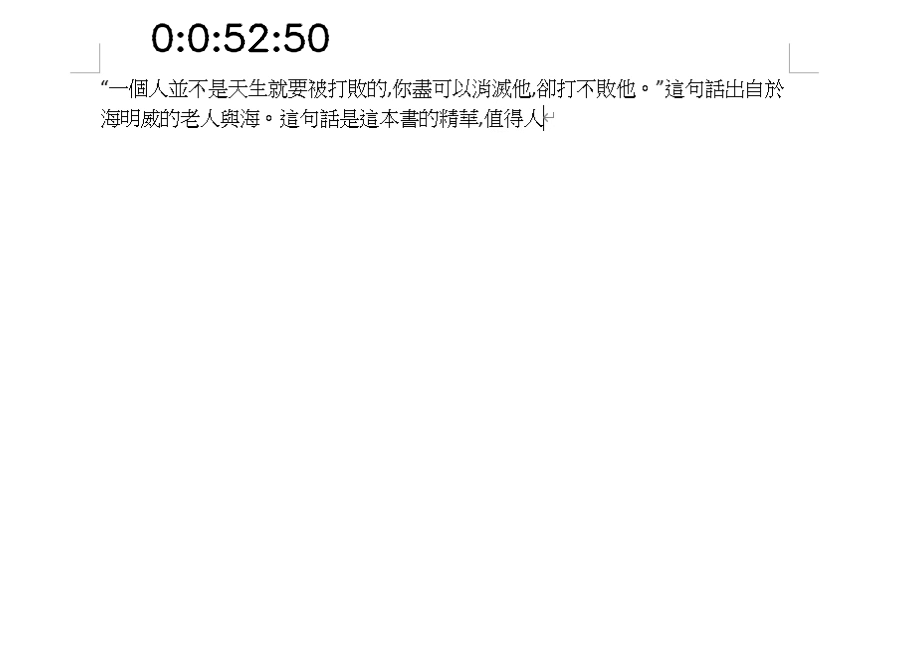 0:0:52:50
“一個人並不是天生就要被打敗的,你盡可以消滅他,卻打不敗他。”這句話出自於
海明威的老人與海。這句話是這本書的精華,值得人